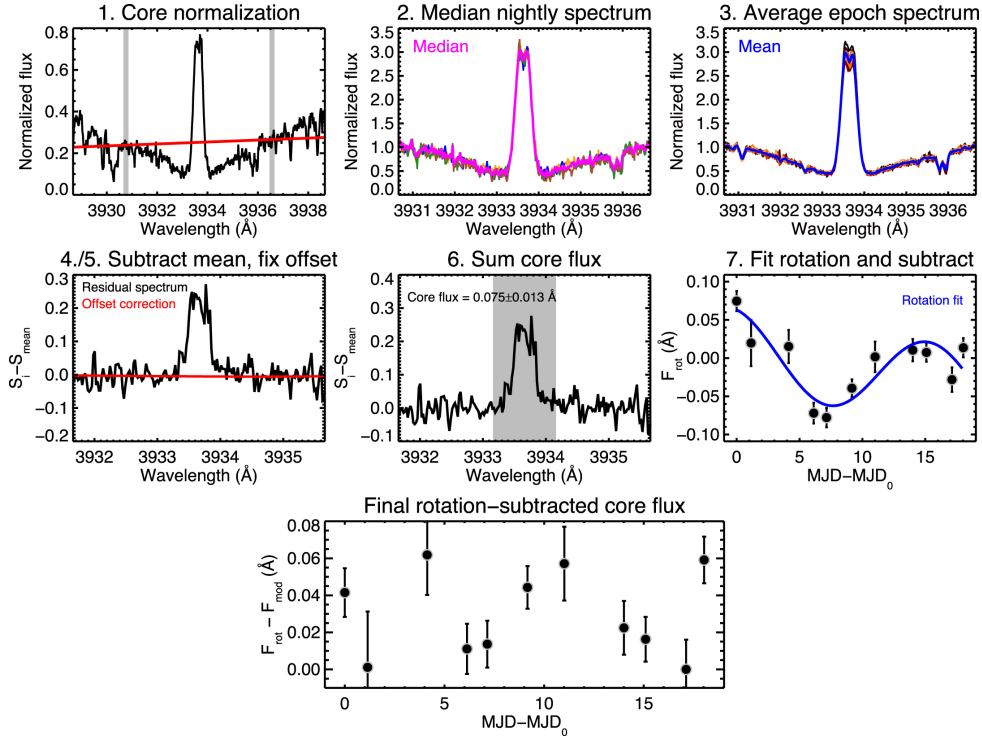 1. Core normalization
2. Median nightly spectrum
3. Average epoch spectrum
Normalized flux
0.8
0.6
0.4
0.2
0.0
3930 3932 3934 3936 3938
Wavelength (Å)
Normalized flux
Median
3.5
3.0
2.5
2.0
1.5
1.0
0.5
0.0
3931 3932 3933 3934 3935 3936
Wavelength (Å)
Normalized flux
Mean
3.5
3.0
2.5
2.0
1.5
1.0
0.5
0.0
3931 3932 3933 3934 3935 3936
Wavelength (Å)
4./5. Subtract mean, fix offset
6. Sum core flux
7. Fit rotation and subtract
S_i−S_mean
Residual spectrum
Offset correction
0.3
0.2
0.1
0.0
−0.1
−0.2
3932 3933 3934 3935
Wavelength (Å)
S_i−S_mean
Core flux = 0.075±0.013 Å
0.4
0.3
0.2
0.1
0.0
−0.1
3932 3933 3934 3935
Wavelength (Å)
F_rot (Å)
Rotation fit
0.10
0.05
0.00
−0.05
−0.10
0 5 10 15
MJD−MJD_0
Final rotation−subtracted core flux
F_rot − F_mod (Å)
0.08
0.06
0.04
0.02
0.00
0 5 10 15
MJD−MJD_0